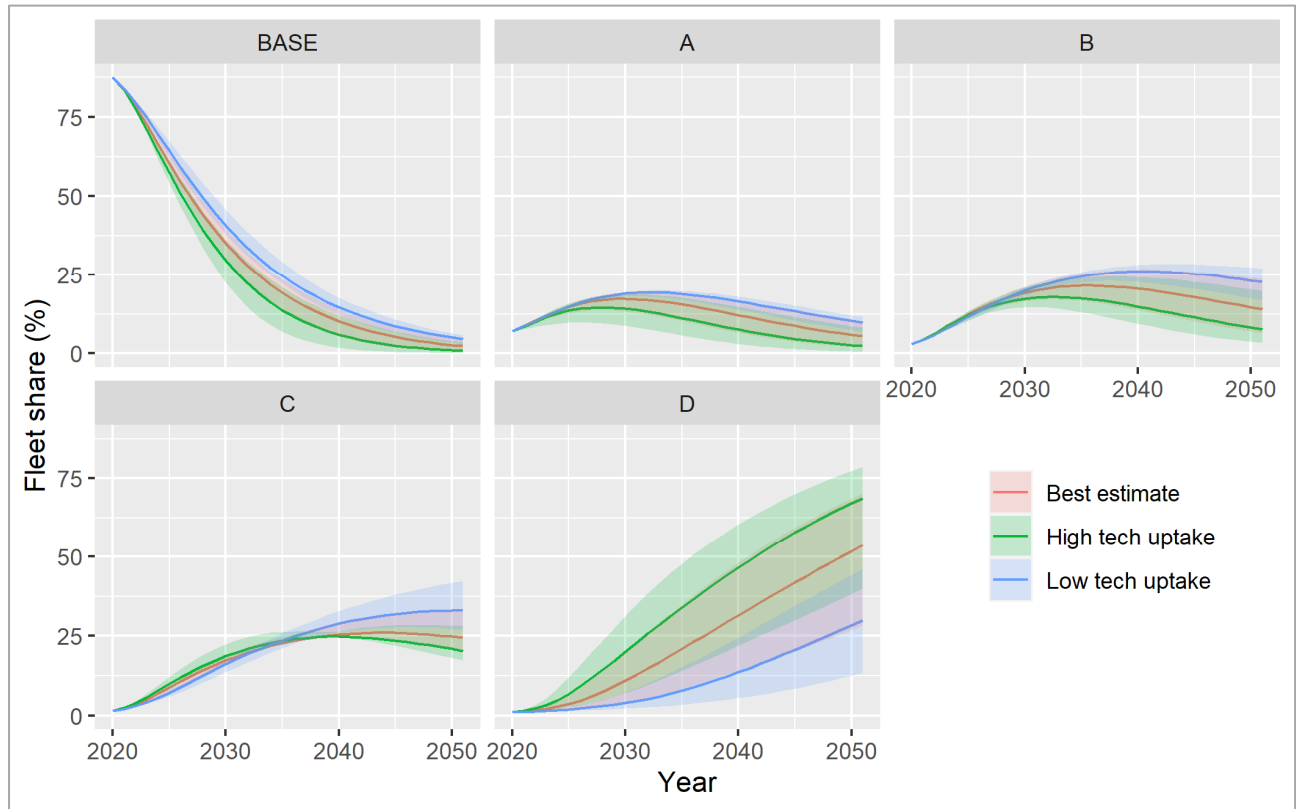 BASE
A
B
75
50
25
0
2020 2030 2040 2050
C
D
75
50
25
0
2020 2030 2040 2050
2020 2030 2040 2050
Fleet share (%)
Year
Best estimate
High tech uptake
Low tech uptake